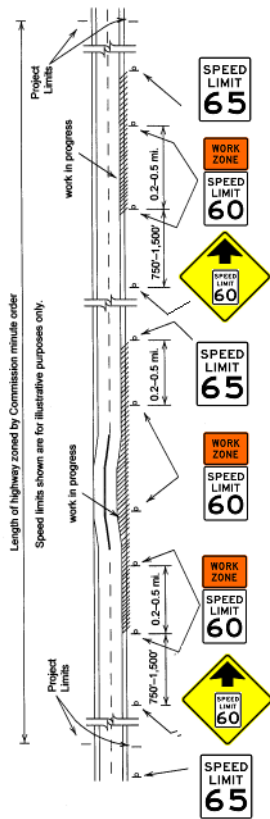 Project
Limits
work in progress
0.2–0.5 mi.
750'–1,500'
SPEED
LIMIT
65
WORK
ZONE
SPEED
LIMIT
60
SPEED
LIMIT
60
Length of highway zoned by Commission minute order
Speed limits shown are for illustrative purposes only.
0.2–0.5 mi.
SPEED
LIMIT
65
work in progress
WORK
ZONE
SPEED
LIMIT
60
0.2–0.5 mi.
750'–1,500'
WORK
ZONE
SPEED
LIMIT
60
SPEED
LIMIT
60
Project
Limits
SPEED
LIMIT
65